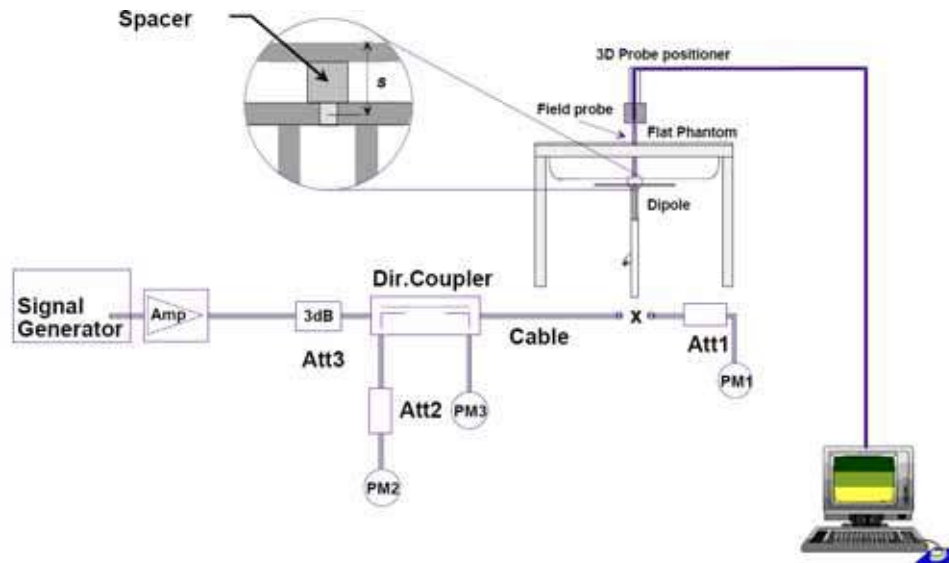 Spacer
s
3D Probe positioner
Field probe
Flat Phantom
Dipole
Signal
Generator
Amp
3dB
Att3
Dir.Coupler
Cable
x
Att1
PM1
Att2
PM3
PM2